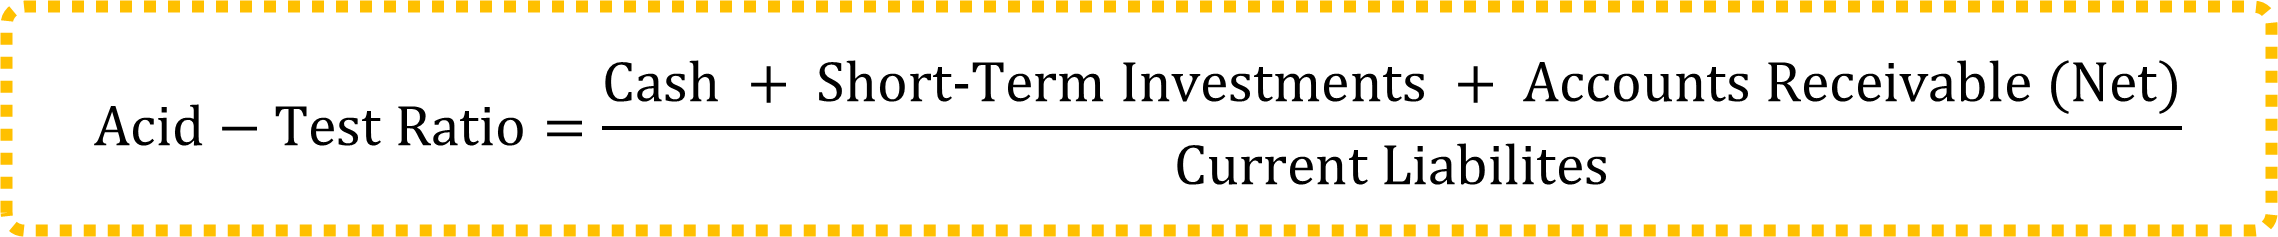 Cash + Short-Term Investments + Accounts Receivable (Net)
Acid − Test Ratio =
Current Liabilites